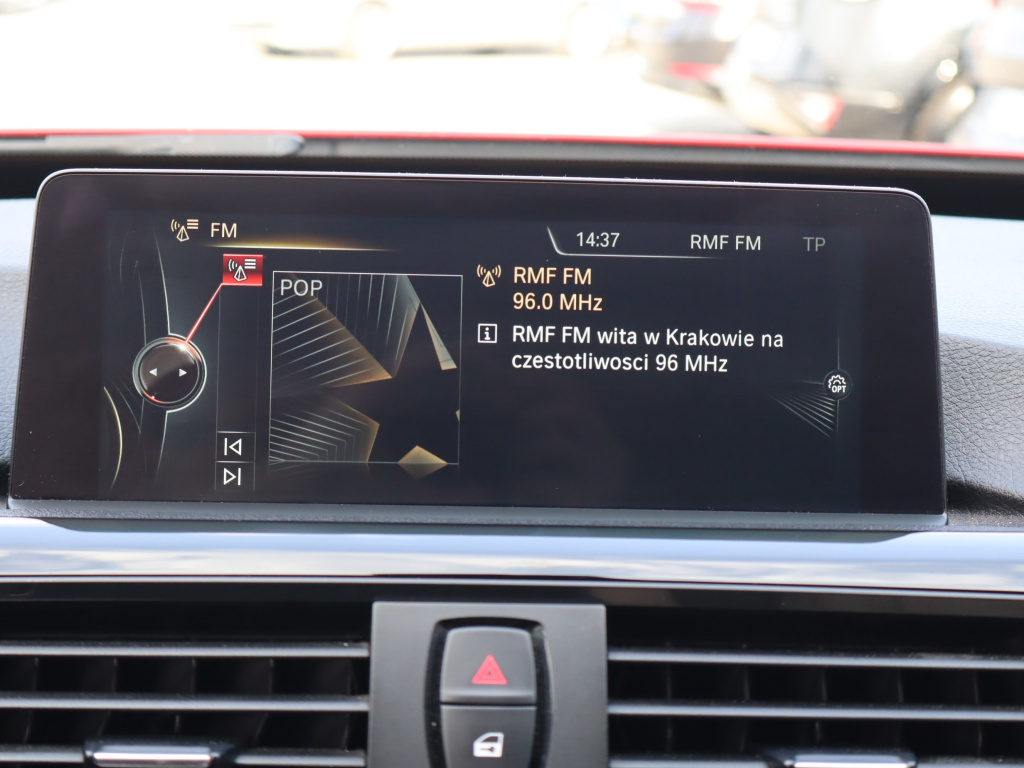 FM
14:37
RMF FM
TP
POP
RMF FM
96.0 MHz
RMF FM wita w Krakowie na
czestotliwosci 96 MHz
OPT